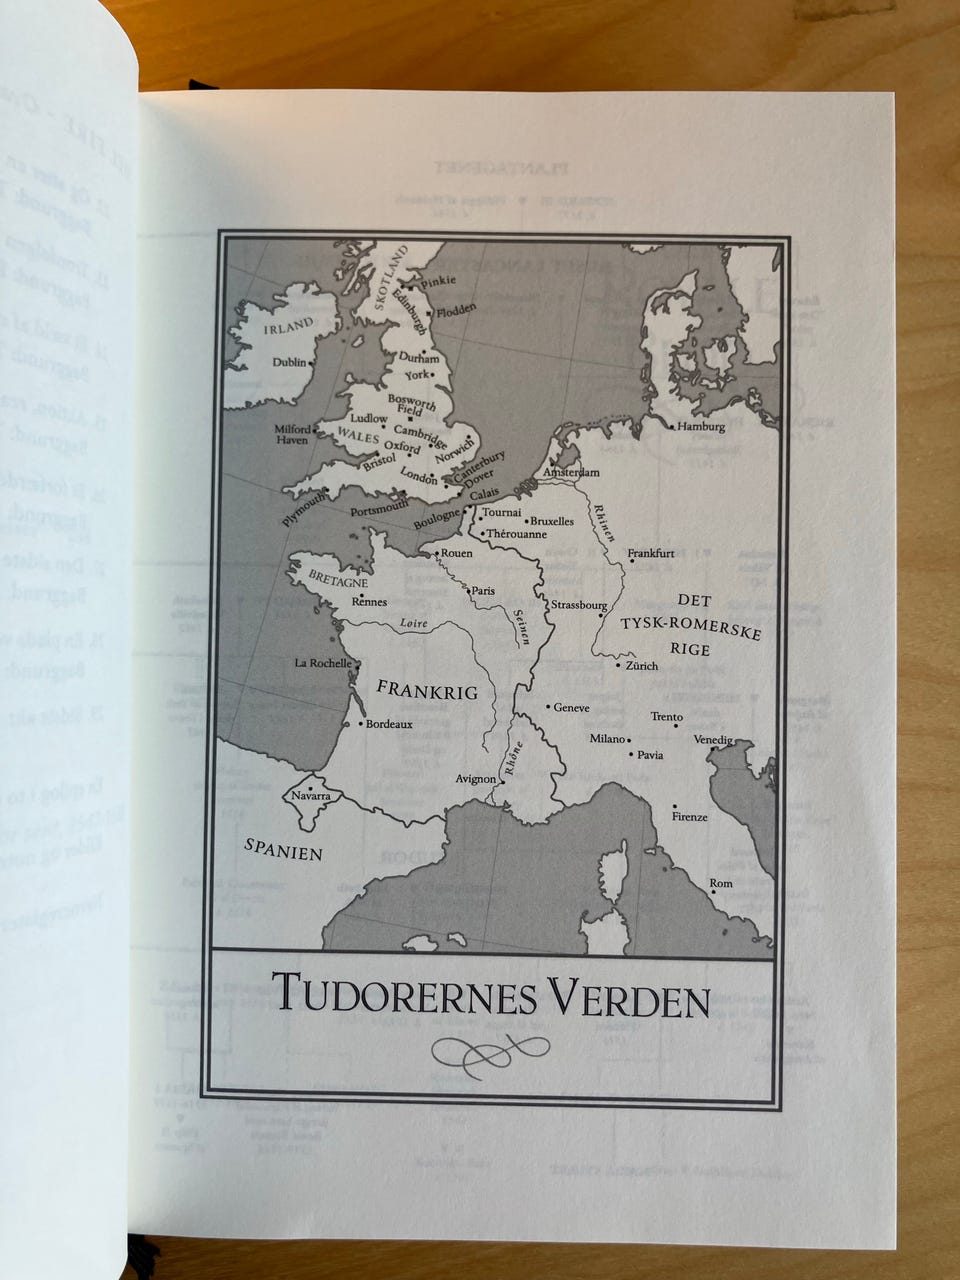 SKOTLAND
Pinkie
Edinburgh
Flodden
IRLAND
Dublin
Durham
York
Bosworth
Field
Ludlow
Milford
Haven
WALES
Cambridge
Oxford
Norwich
Bristol
London
Canterbury
Dover
Plymouth
Portsmouth
Calais
Boulogne
Hamburg
Amsterdam
Tournai
Bruxelles
Thérouanne
Rhinen
Rouen
Frankfurt
BRETAGNE
Rennes
Paris
Strassbourg
DET
TYSK-ROMERSKE
RIGE
Loire
Seinen
Zürich
La Rochelle
FRANKRIG
Geneve
Bordeaux
Trento
Milano
Venedig
Pavia
Rhône
Avignon
Navarra
Firenze
SPANIEN
Rom
TUDORERNES VERDEN